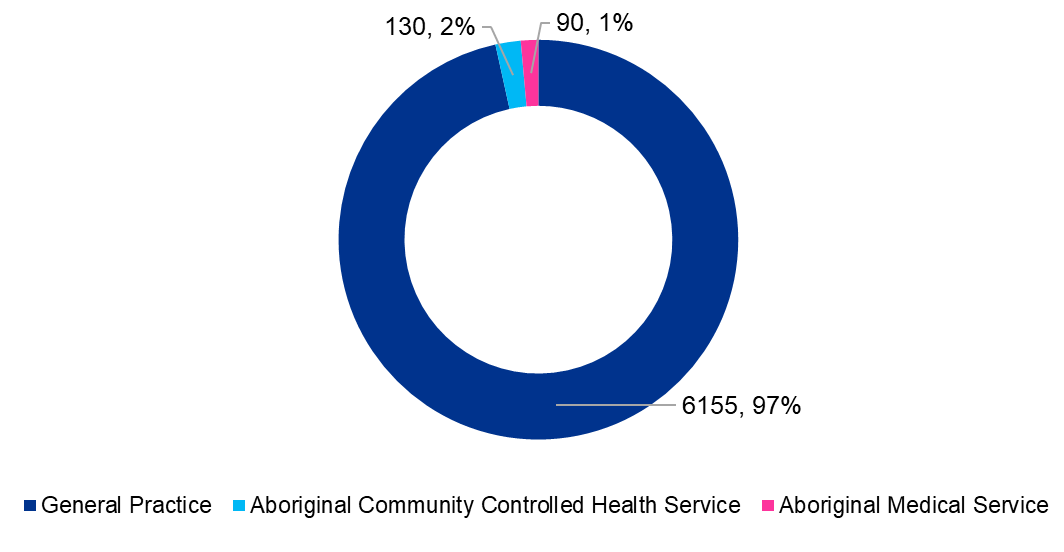 130, 2%
90, 1%
6155, 97%
General Practice
Aboriginal Community Controlled Health Service
Aboriginal Medical Service